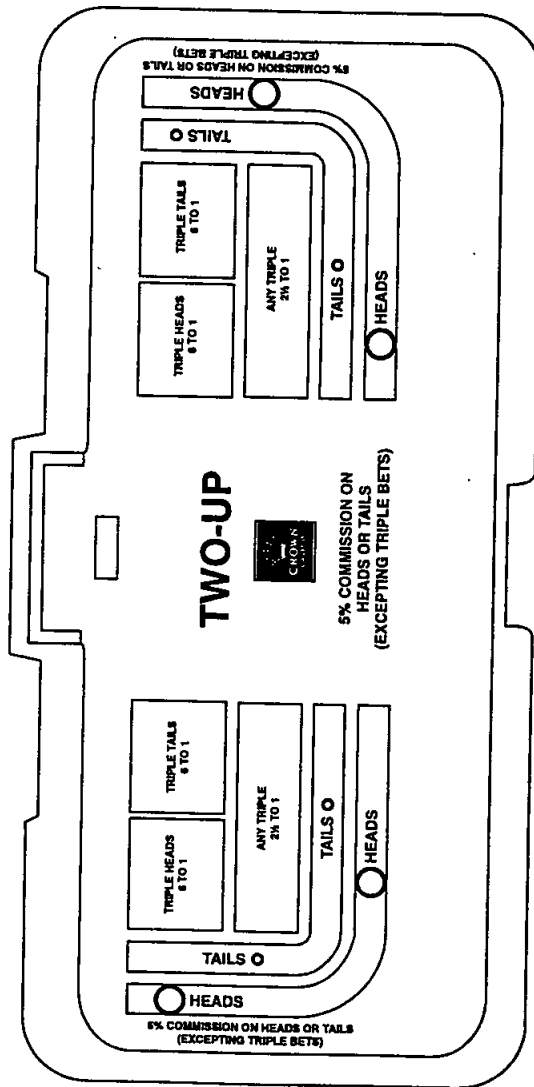 5% COMMISSION ON HEADS OR TAILS
(EXCEPTING TRIPLE BETS)
HEADS
TAILS
TRIPLE HEADS
6 TO 1
TRIPLE TAILS
6 TO 1
ANY TRIPLE
2½ TO 1
TAILS
HEADS
TWO-UP
CROWN
5% COMMISSION ON
HEADS OR TAILS
(EXCEPTING TRIPLE BETS)
TRIPLE HEADS
6 TO 1
TRIPLE TAILS
6 TO 1
ANY TRIPLE
2½ TO 1
TAILS
HEADS
TAILS
HEADS
5% COMMISSION ON HEADS OR TAILS
(EXCEPTING TRIPLE BETS)